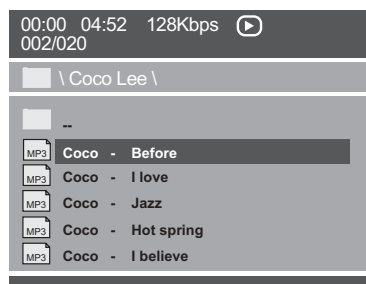 00:00 04:52 128Kbps
002/020
\ Coco Lee \
--
MP3 Coco - Before
MP3 Coco - I love
MP3 Coco - Jazz
MP3 Coco - Hot spring
MP3 Coco - I believe